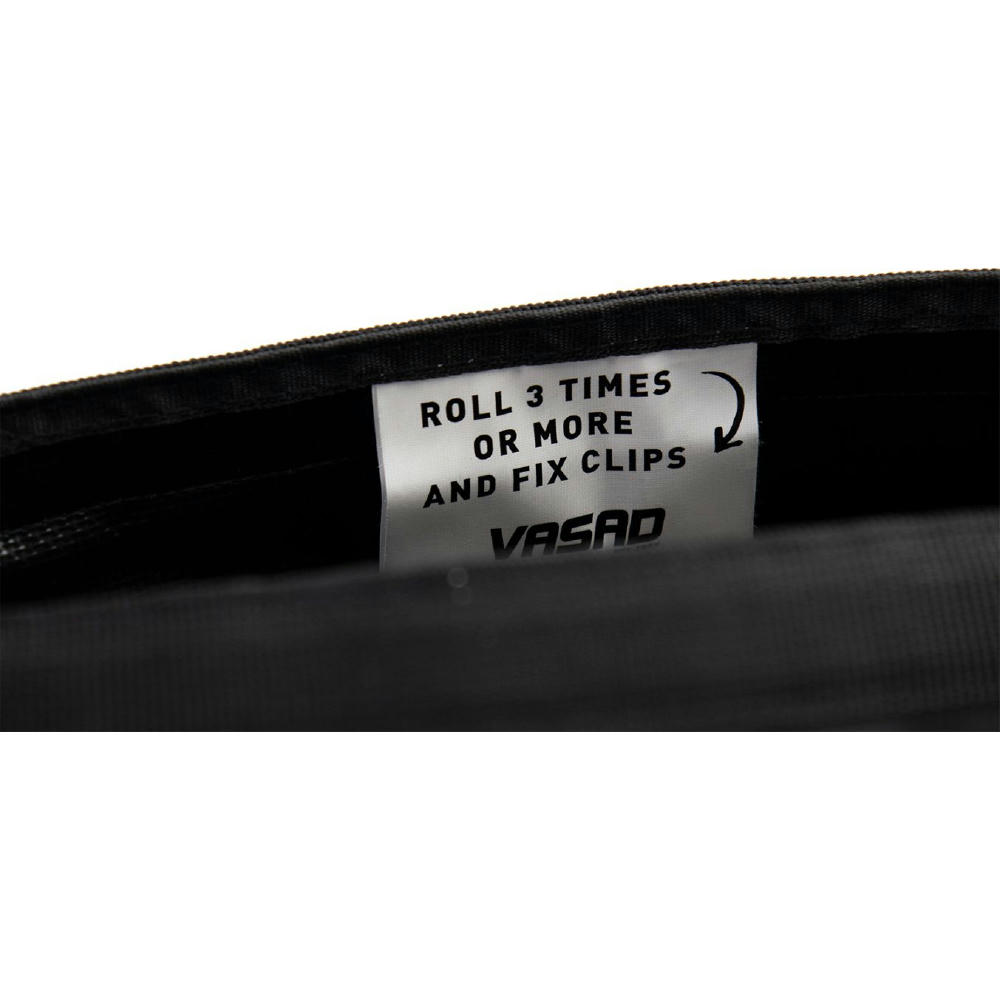 ROLL 3 TIMES
OR MORE
AND FIX CLIPS
VASAD